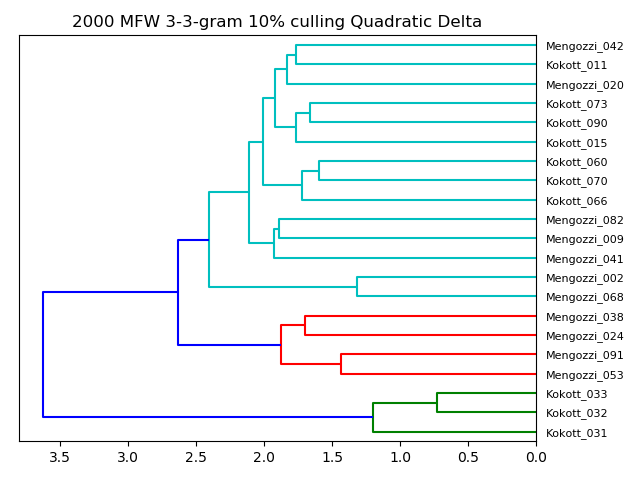 2000 MFW 3-3-gram 10% culling Quadratic Delta
Mengozzi_042
Kokott_011
Mengozzi_020
Kokott_073
Kokott_090
Kokott_015
Kokott_060
Kokott_070
Kokott_066
Mengozzi_082
Mengozzi_009
Mengozzi_041
Mengozzi_002
Mengozzi_068
Mengozzi_038
Mengozzi_024
Mengozzi_091
Mengozzi_053
Kokott_033
Kokott_032
Kokott_031
3.5 3.0 2.5 2.0 1.5 1.0 0.5 0.0